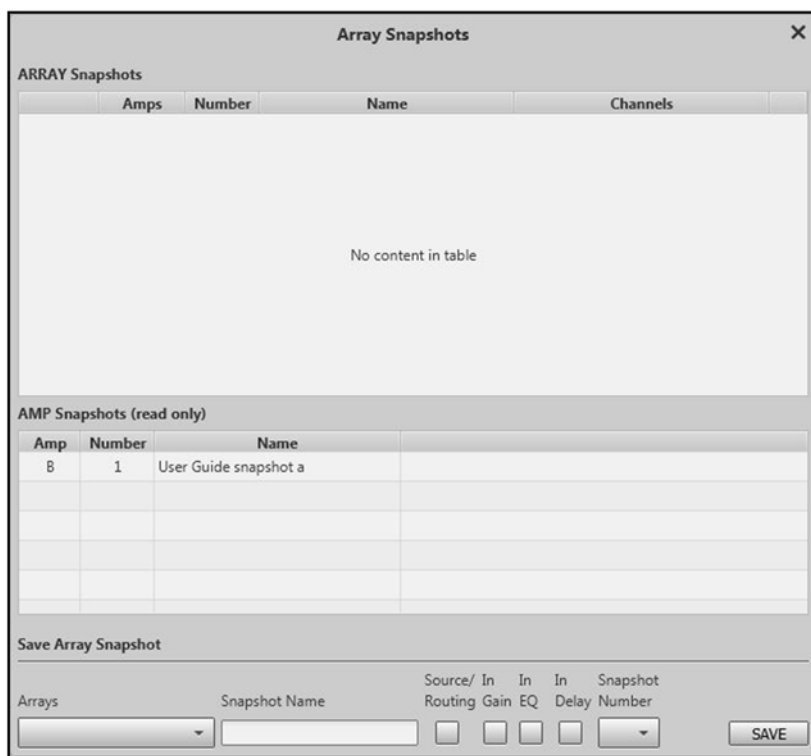 Array Snapshots
ARRAY Snapshots
Amps Number Name Channels
No content in table
AMP Snapshots (read only)
Amp Number Name
B 1 User Guide snapshot a
Save Array Snapshot
Source/ In In In Snapshot
Arrays Snapshot Name Routing Gain EQ Delay Number
SAVE